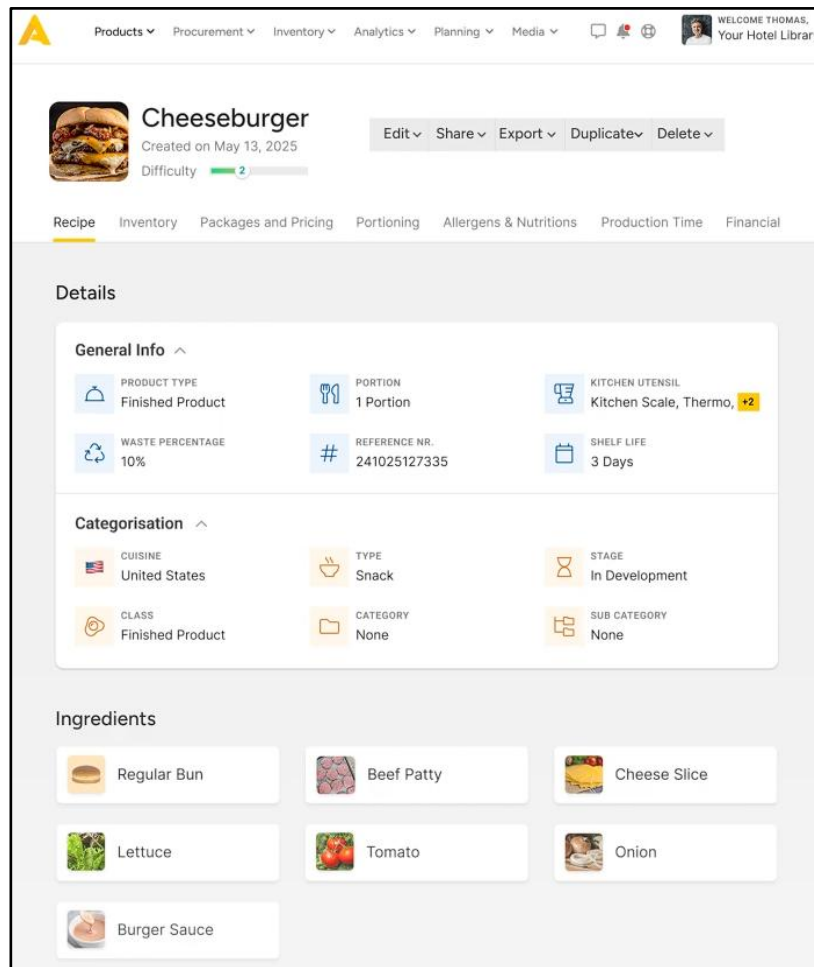 Products Procurement Inventory Analytics Planning Media
WELCOME THOMAS,
Your Hotel Librar
Cheeseburger
Created on May 13, 2025
Difficulty 2
Edit Share Export Duplicate Delete
Recipe Inventory Packages and Pricing Portioning Allergens & Nutritions Production Time Financial
Details
General Info
PRODUCT TYPE
Finished Product
PORTION
1 Portion
KITCHEN UTENSIL
Kitchen Scale, Thermo, +2
WASTE PERCENTAGE
10%
REFERENCE NR.
241025127335
SHELF LIFE
3 Days
Categorisation
CUISINE
United States
TYPE
Snack
STAGE
In Development
CLASS
Finished Product
CATEGORY
None
SUB CATEGORY
None
Ingredients
Regular Bun
Beef Patty
Cheese Slice
Lettuce
Tomato
Onion
Burger Sauce